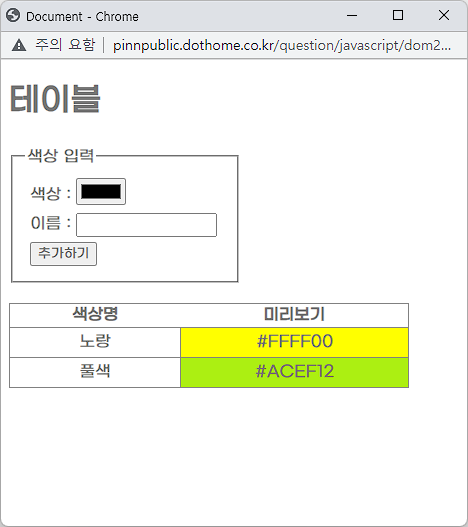 Document - Chrome
주의 요함 | pinnpublic.dothome.co.kr/question/javascript/dom2...
테이블
색상 입력
색상 :
이름 :
추가하기
색상명 미리보기
노랑 #FFFF00
풀색 #ACEF12